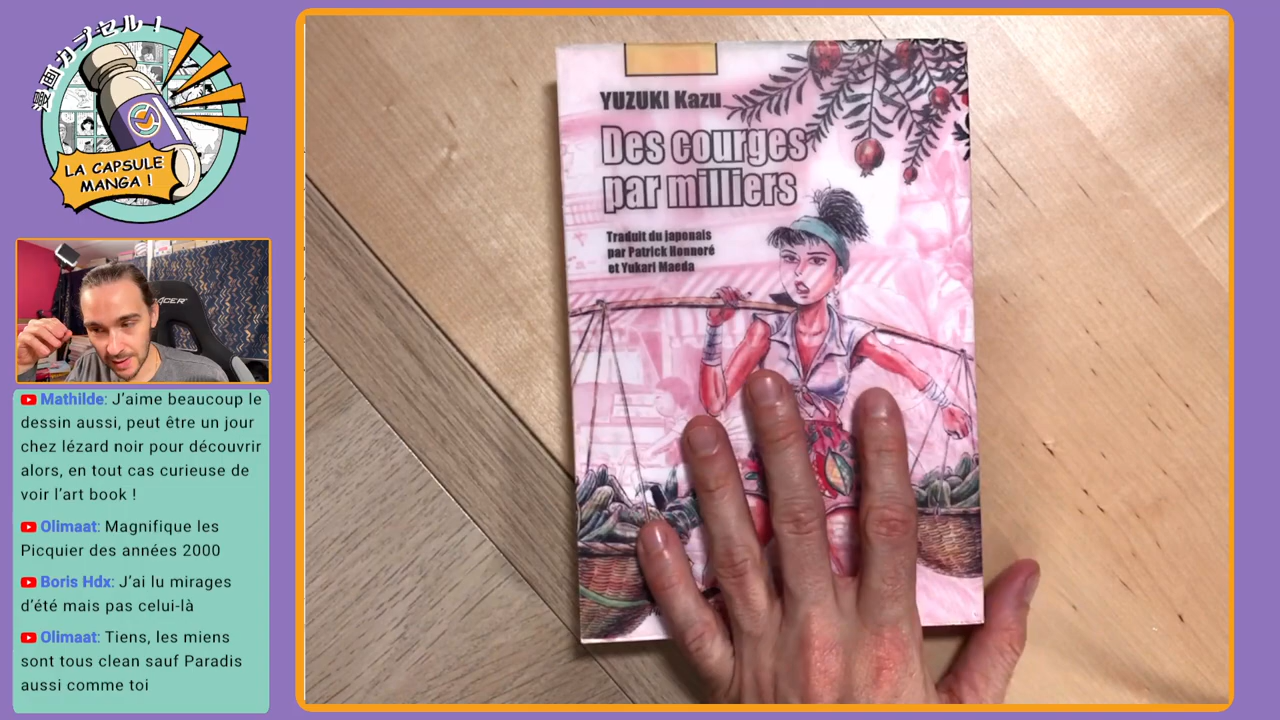 漫画カプセル！
LA CAPSULE
MANGA !
RACER
Mathilde: J’aime beaucoup le
dessin aussi, peut être un jour
chez lézard noir pour découvrir
alors, en tout cas curieuse de
voir l’art book !
Olimaat: Magnifique les
Picquier des années 2000
Boris Hdx: J’ai lu mirages
d’été mais pas celui-là
Olimaat: Tiens, les miens
sont tous clean sauf Paradis
aussi comme toi
YUZUKI Kazu
Des courges
par milliers
Traduit du japonais
par Patrick Honnoré
et Yukari Maeda